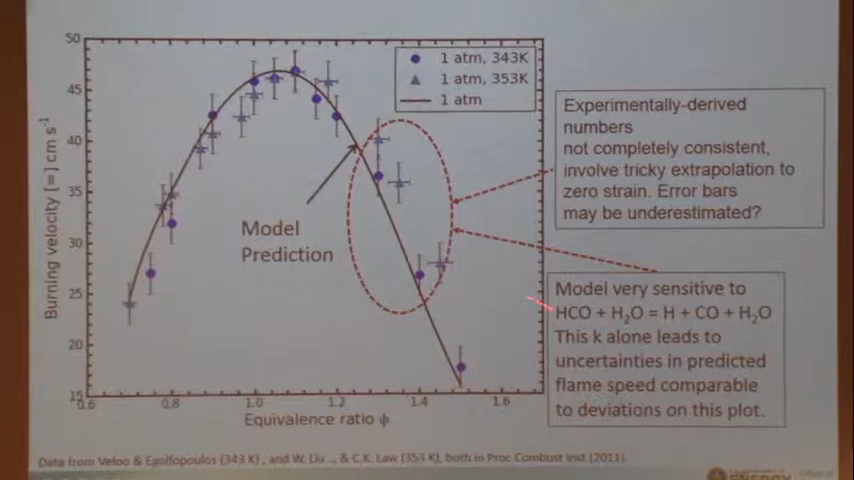 50
45
40
35
30
25
20
15
0.6
0.8
1.0
1.2
1.4
1.6
Burning velocity [=] cm s⁻¹
Equivalence ratio ϕ
1 atm, 343K
1 atm, 353K
1 atm
Model
Prediction
Experimentally-derived
numbers
not completely consistent,
involve tricky extrapolation to
zero strain. Error bars
may be underestimated?
Model very sensitive to
HCO + H₂O = H + CO + H₂O
This k alone leads to
uncertainties in predicted
flame speed comparable
to deviations on this plot.
Data from Veloo & Egolfopoulos (343 K), and W. Liu ... & C.K. Law (353 K), both in Proc Combust Inst (2011).
ENERGY